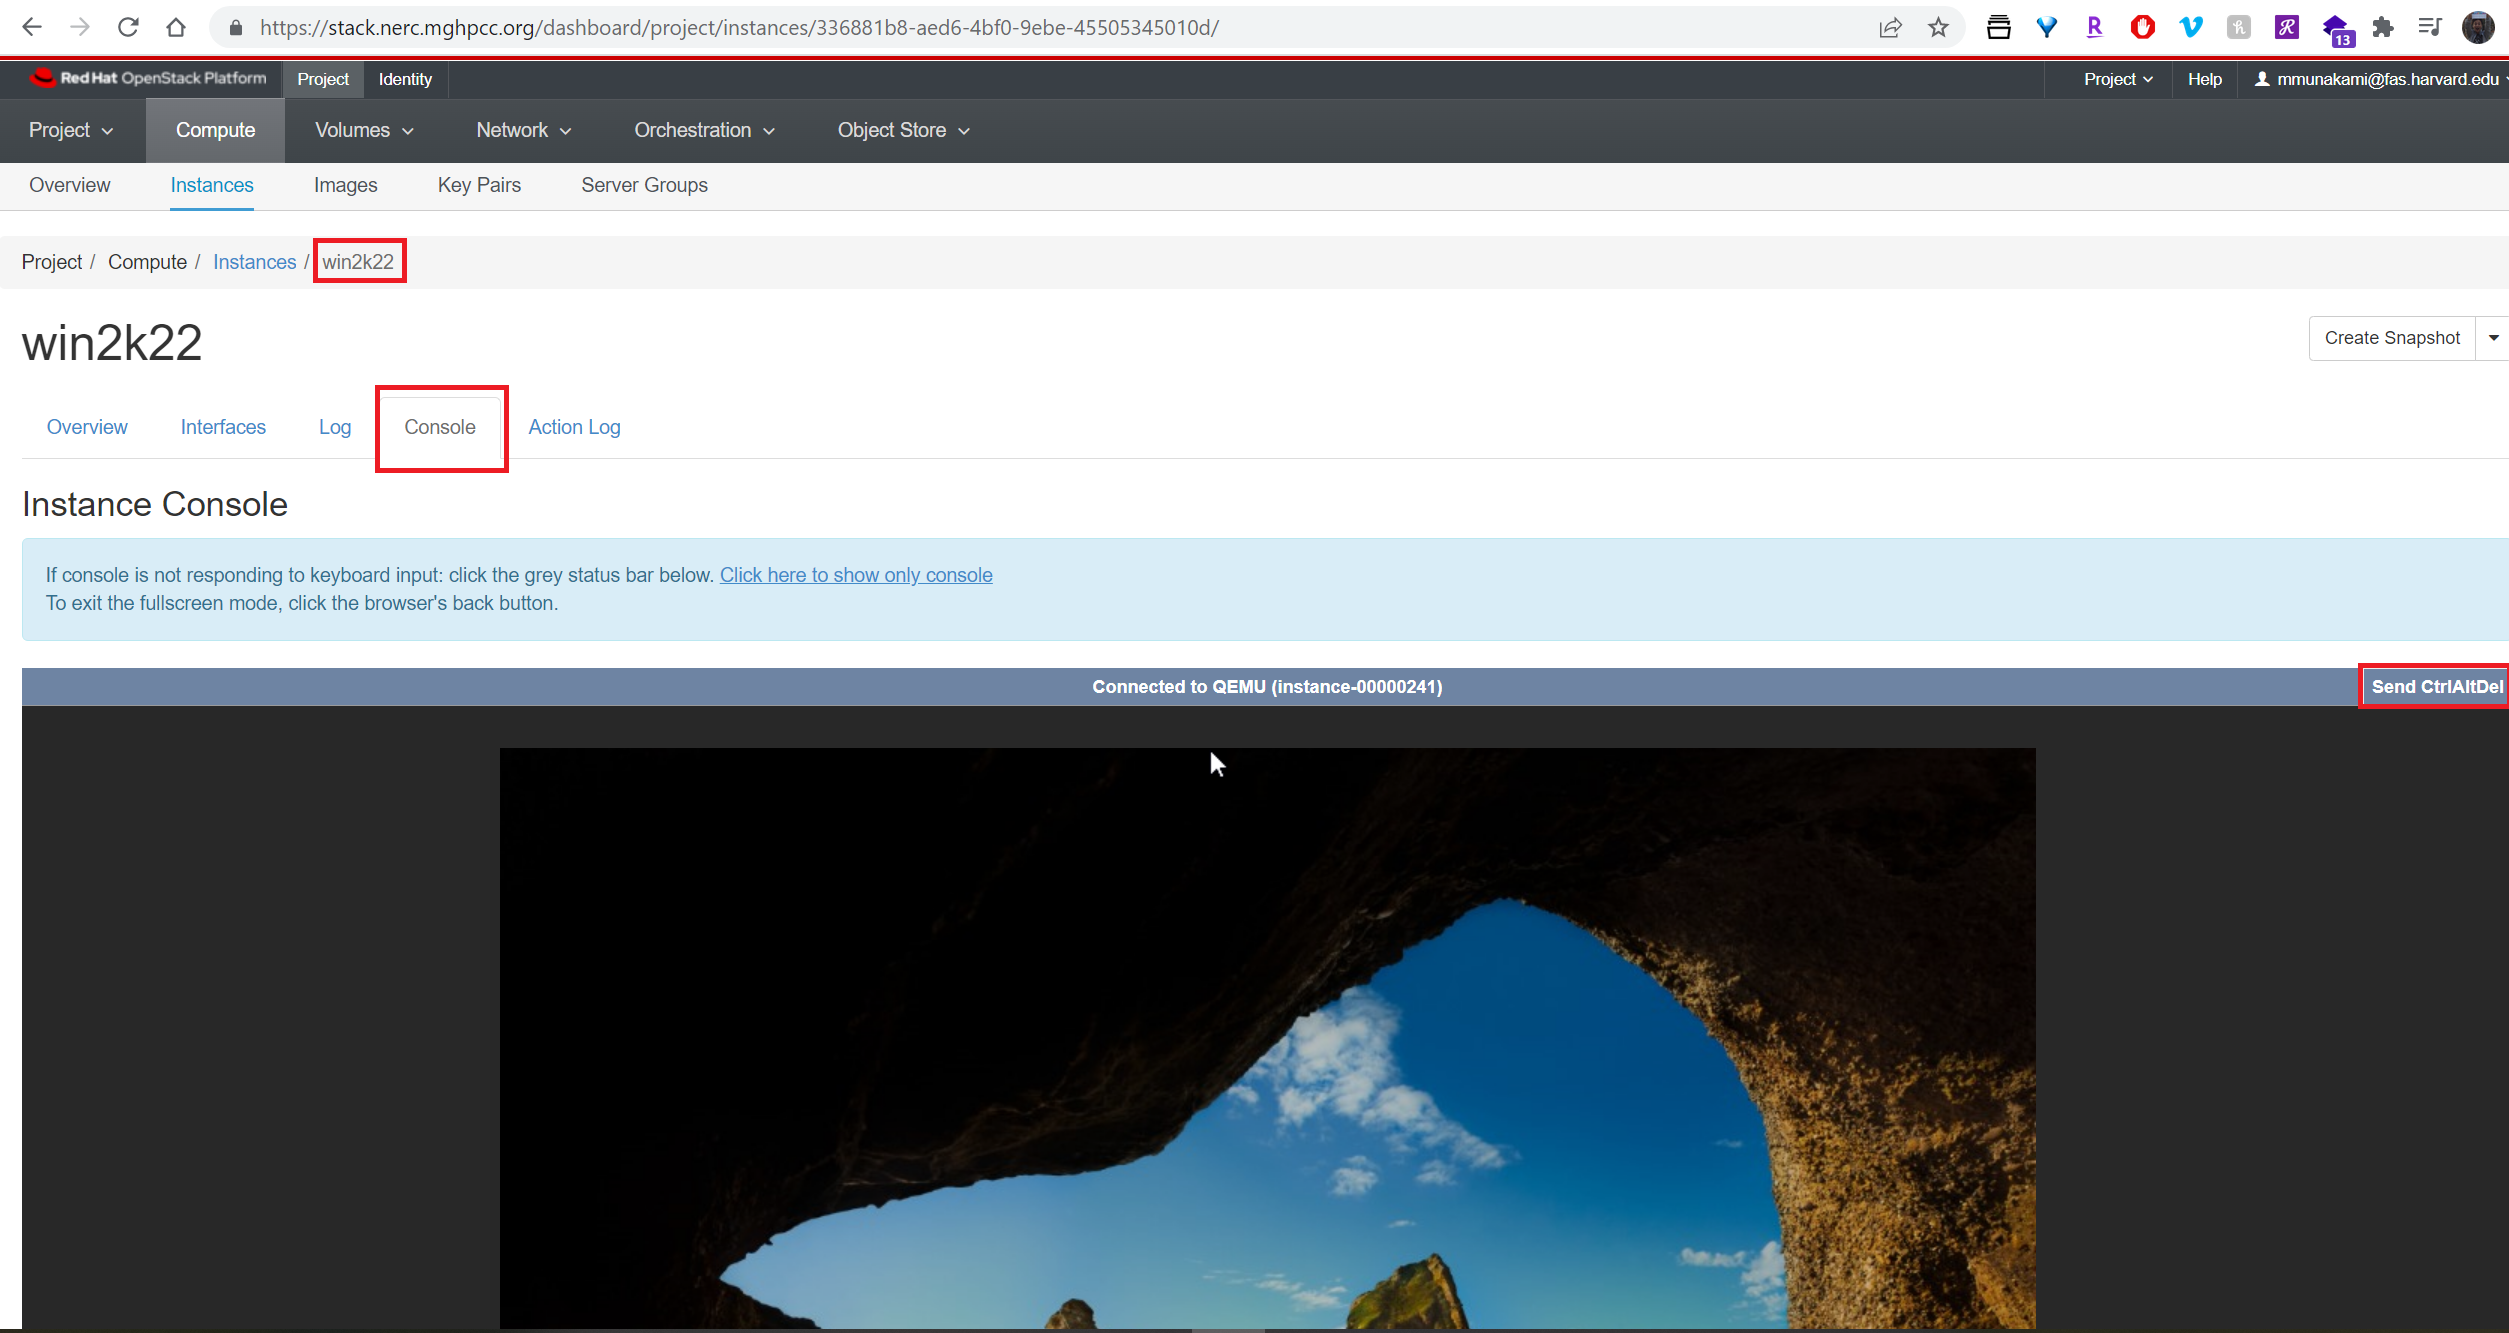 https://stack.nerc.mghpcc.org/dashboard/project/instances/336881b8-aed6-4bf0-9ebe-45505345010d/
13
Red Hat OpenStack Platform Project Identity Project Help mmunakami@fas.harvard.edu
Project Compute Volumes Network Orchestration Object Store
Overview Instances Images Key Pairs Server Groups
Project / Compute / Instances / win2k22
win2k22
Create Snapshot
Overview Interfaces Log Console Action Log
Instance Console
If console is not responding to keyboard input: click the grey status bar below. Click here to show only console
To exit the fullscreen mode, click the browser's back button.
Connected to QEMU (instance-00000241)
Send CtrlAltDel